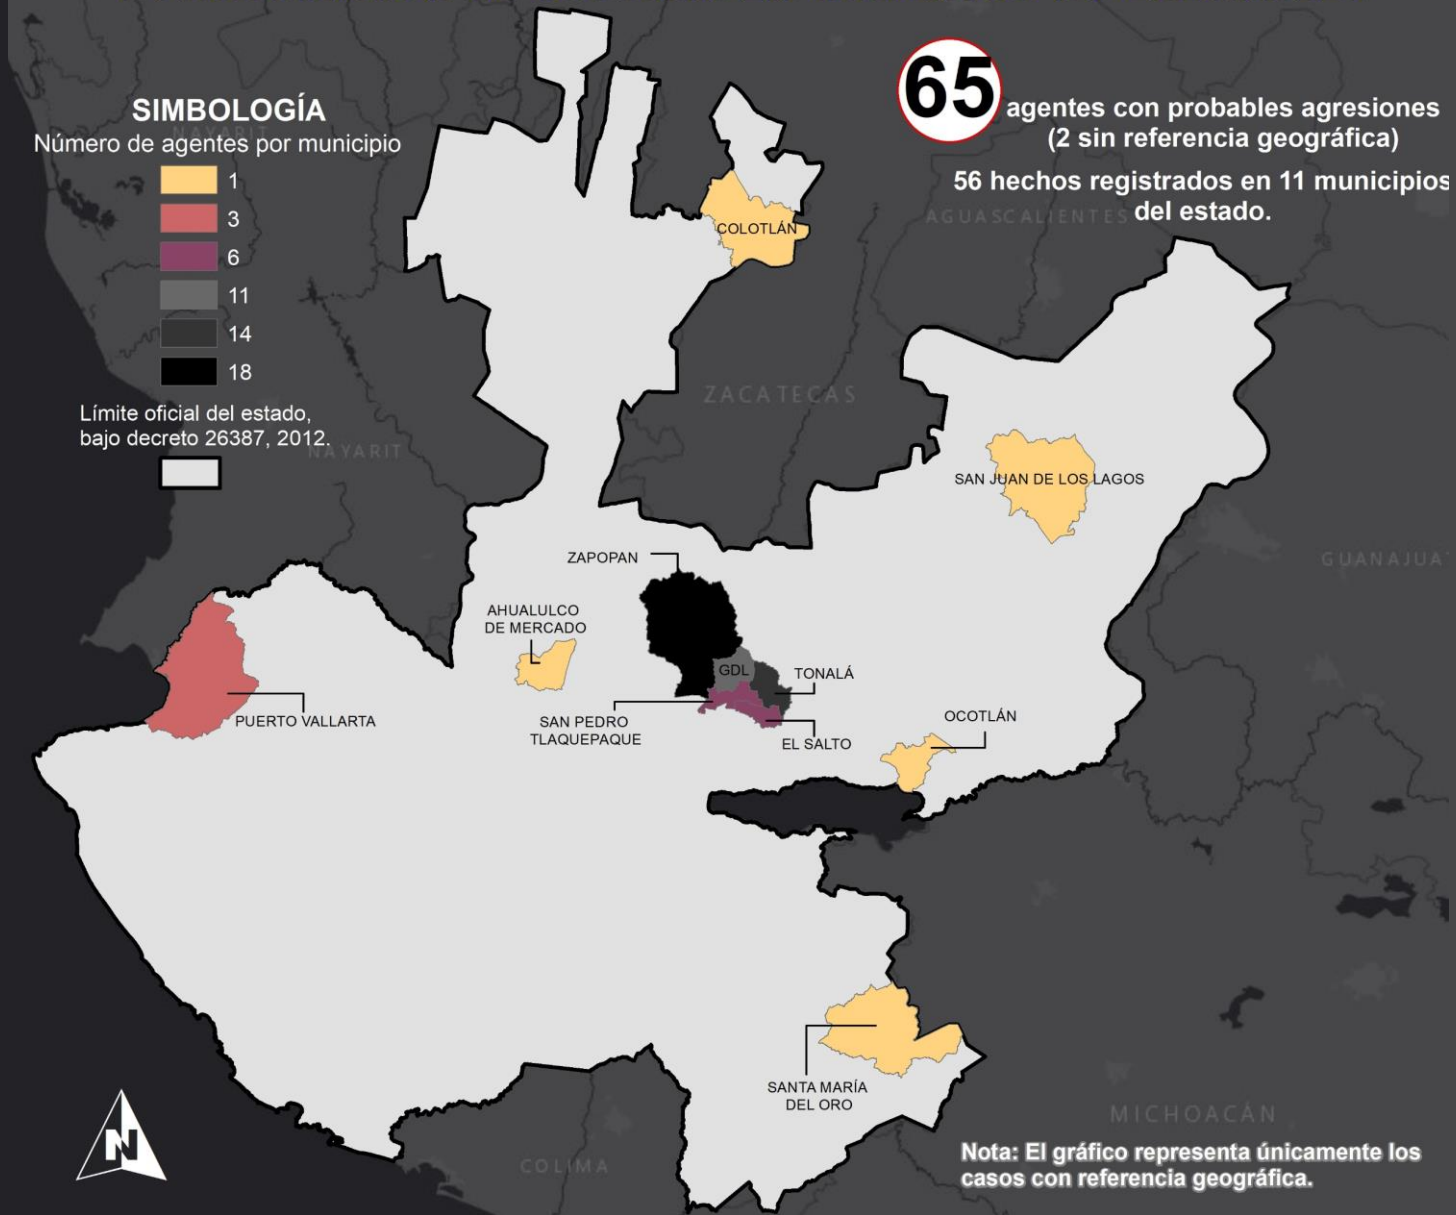 SIMBOLOGÍA
Número de agentes por municipio
1
3
6
11
14
18
Límite oficial del estado,
bajo decreto 26387, 2012.
65
agentes con probables agresiones
(2 sin referencia geográfica)
56 hechos registrados en 11 municipios
del estado.
NAYARIT
AGUASCALIENTES
COLOTLÁN
ZACATECAS
NAYARIT
SAN JUAN DE LOS LAGOS
GUANAJUA
ZAPOPAN
AHUALULCO
DE MERCADO
GDL
TONALÁ
PUERTO VALLARTA
SAN PEDRO
TLAQUEPAQUE
EL SALTO
OCOTLÁN
SANTA MARÍA
DEL ORO
MICHOACÁN
COLIMA
N
Nota: El gráfico representa únicamente los
casos con referencia geográfica.